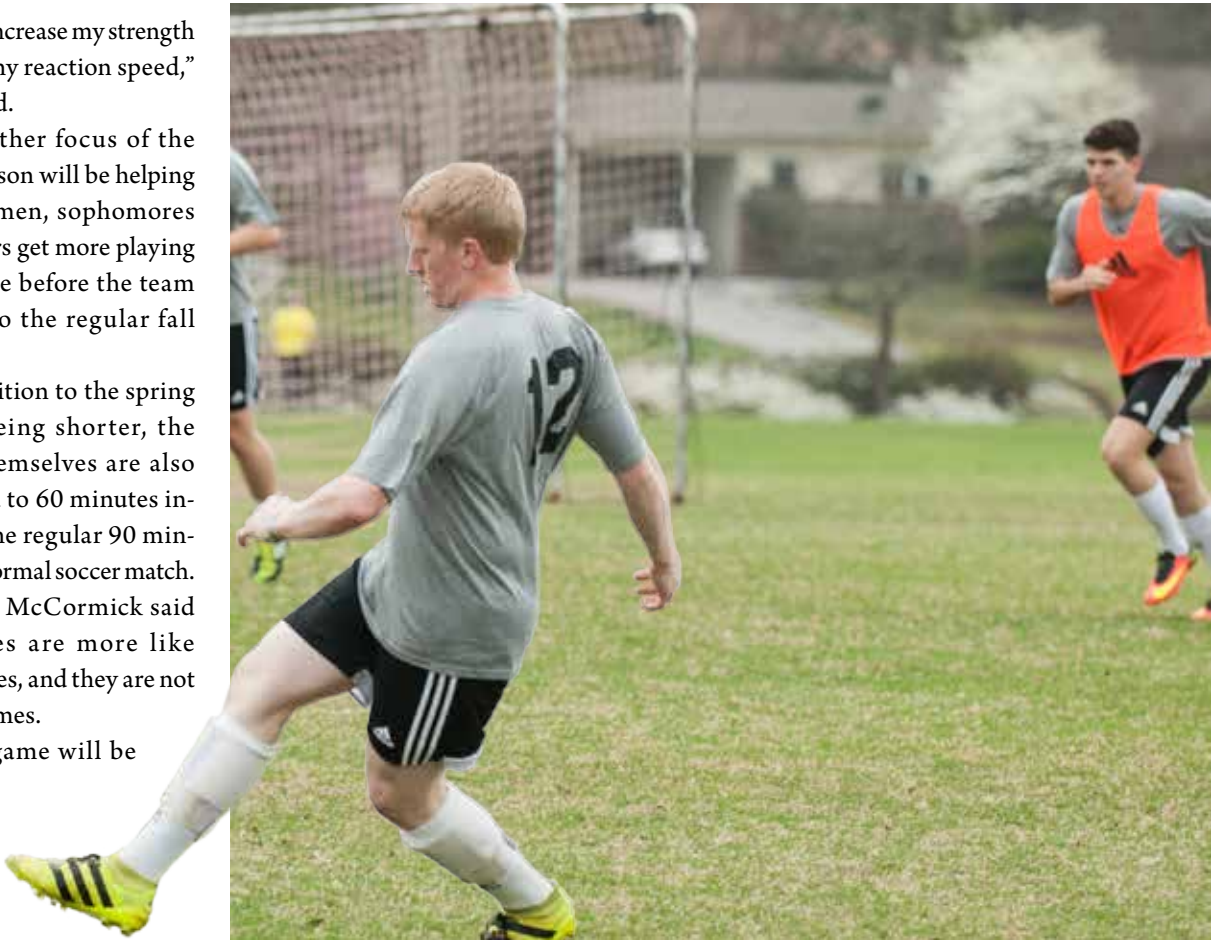 ncrease my strength
ny reaction speed,”
d.
ther focus of the
son will be helping
men, sophomores
rs get more playing
e before the team
o the regular fall
ition to the spring
eing shorter, the
emselves are also
to 60 minutes in-
he regular 90 min-
ormal soccer match.
McCormick said
es are more like
es, and they are not
mes.
game will be
12